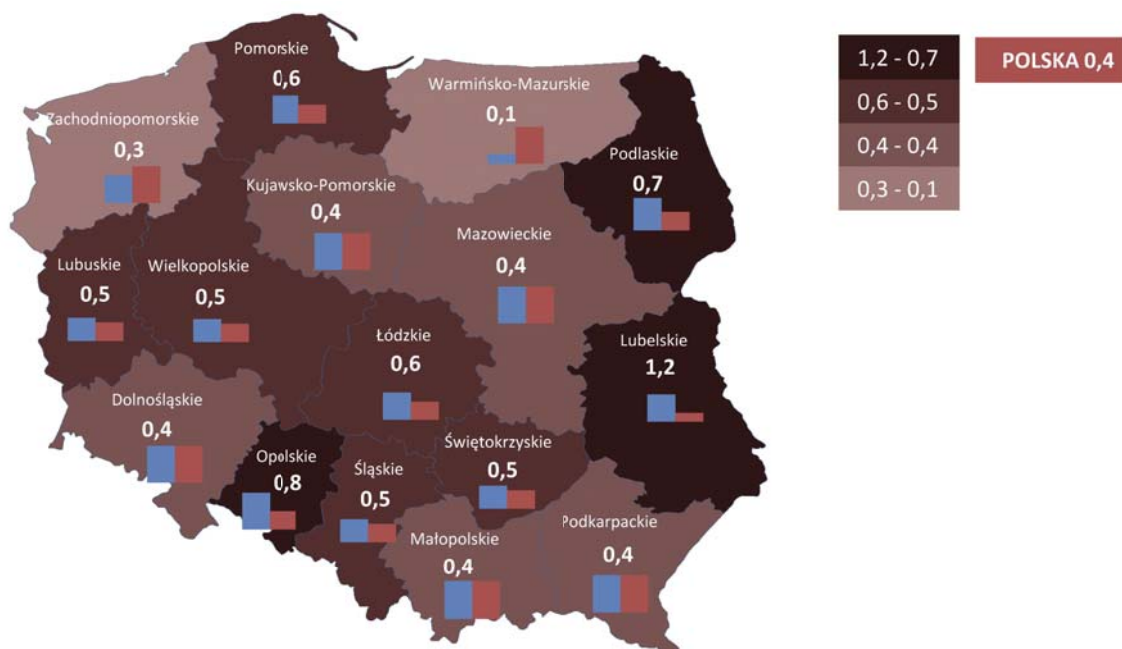 Pomorskie
0,6
Warmińsko-Mazurskie
0,1
Zachodniopomorskie
0,3
Podlaskie
0,7
Kujawsko-Pomorskie
0,4
Mazowieckie
0,4
Lubuskie
0,5
Wielkopolskie
0,5
Łódzkie
0,6
Lubelskie
1,2
Dolnośląskie
0,4
Opolskie
0,8
Śląskie
0,5
Świętokrzyskie
0,5
Małopolskie
0,4
Podkarpackie
0,4
1,2 - 0,7
0,6 - 0,5
0,4 - 0,4
0,3 - 0,1
POLSKA 0,4